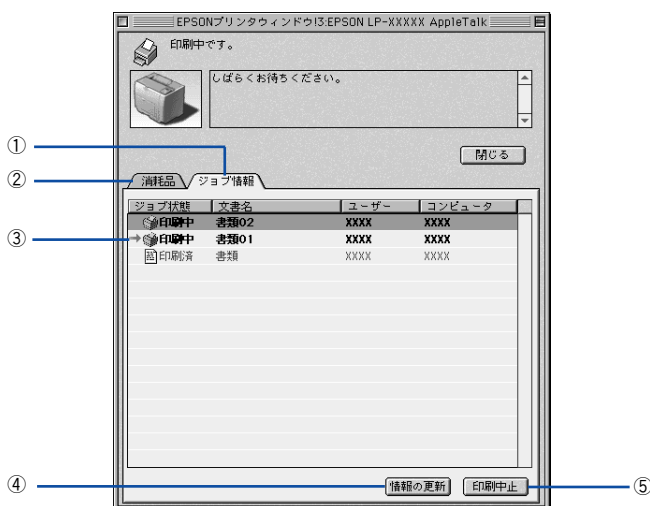 EPSONプリンタウィンドウ!3:EPSON LP-XXXXX AppleTalk
印刷中です。
しばらくお待ちください。
閉じる
①
② 消耗品 ジョブ情報
ジョブ状態 文書名 ユーザー コンピュータ
印刷中 書類02 XXXX XXXX
③ 印刷中 書類01 XXXX XXXX
印刷済 書類 XXXX XXXX
④ 情報の更新 印刷中止 ⑤